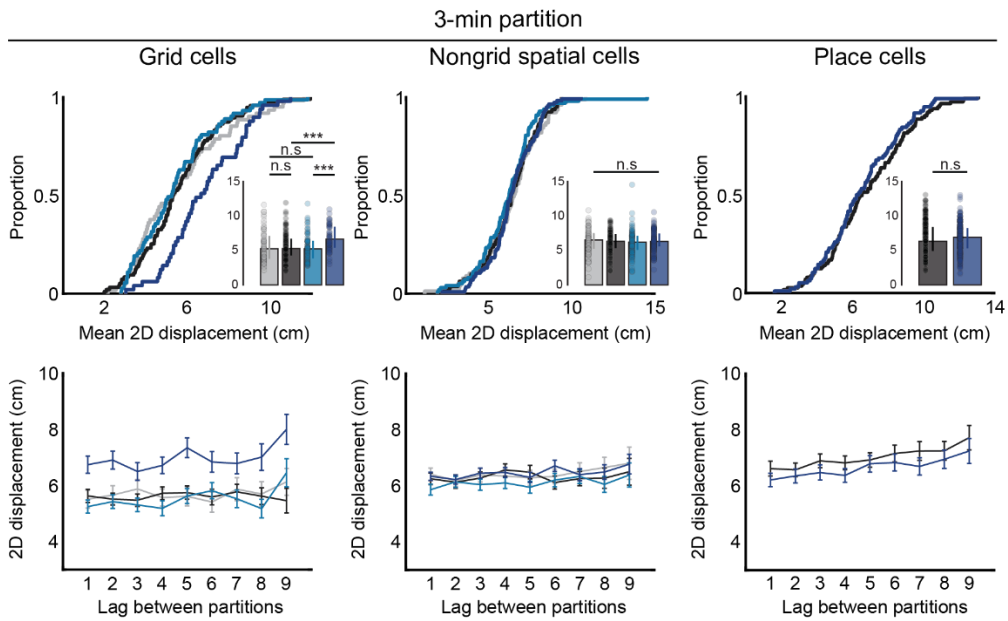 3-min partition
Grid cells
Nongrid spatial cells
Place cells
1
0.5
0
Proportion
2
6
10
Mean 2D displacement (cm)
15
10
5
0
***
n.s
n.s
***
1
0.5
0
Proportion
5
10
15
Mean 2D displacement (cm)
15
10
5
0
n.s
1
0.5
0
Proportion
2
6
10
14
Mean 2D displacement (cm)
15
10
5
0
n.s
10
8
6
4
2D displacement (cm)
1 2 3 4 5 6 7 8 9
Lag between partitions
10
8
6
4
2D displacement (cm)
1 2 3 4 5 6 7 8 9
Lag between partitions
10
8
6
4
2D displacement (cm)
1 2 3 4 5 6 7 8 9
Lag between partitions